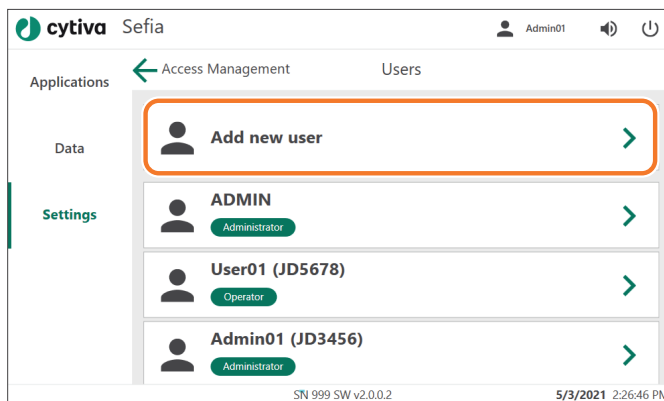 cytiva Sefia Admin01
Applications
Data
Settings
Access Management Users
Add new user
ADMIN
Administrator
User01 (JD5678)
Operator
Admin01 (JD3456)
Administrator
SN 999 SW v2.0.0.2 5/3/2021 2:26:46 PM